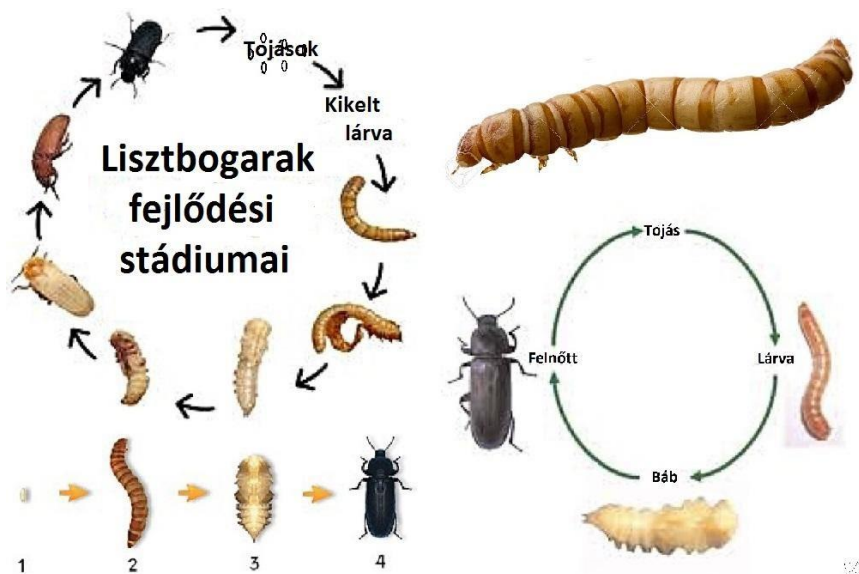 Tojások
Kikelt
lárva
Lisztbogarak
fejlődési
stádiumai
1
2
3
4
Tojás
Felnőtt
Lárva
Báb